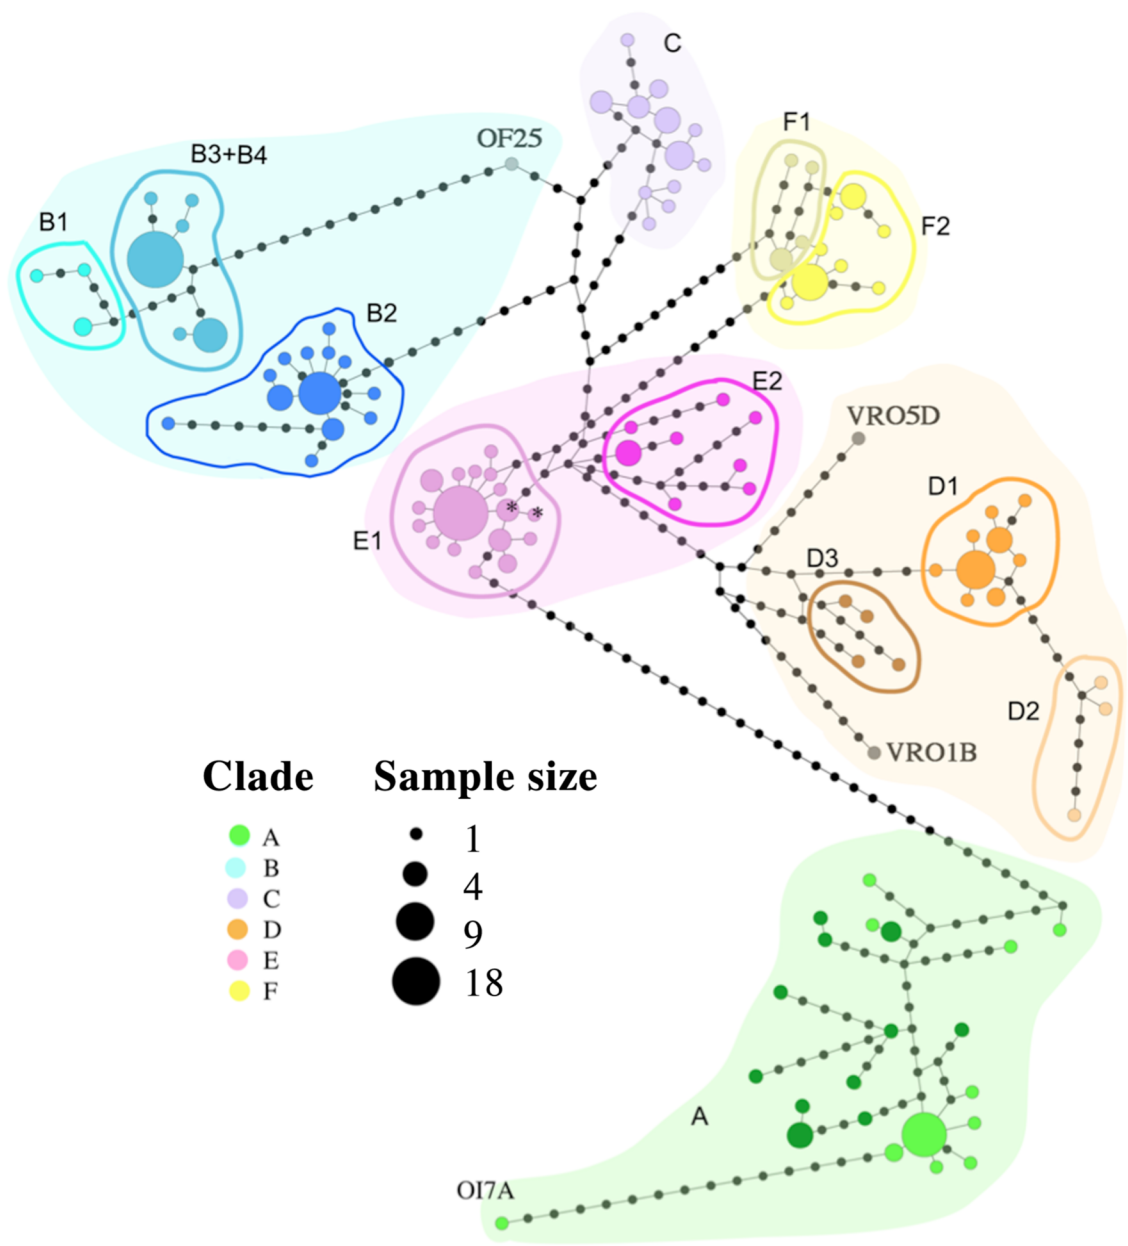 C
F1
OF25
B3+B4
B1
F2
B2
E2
VRO5D
D1
* *
E1
D3
D2
VRO1B
Clade
A
B
C
D
E
F
Sample size
1
4
9
18
A
OI7A